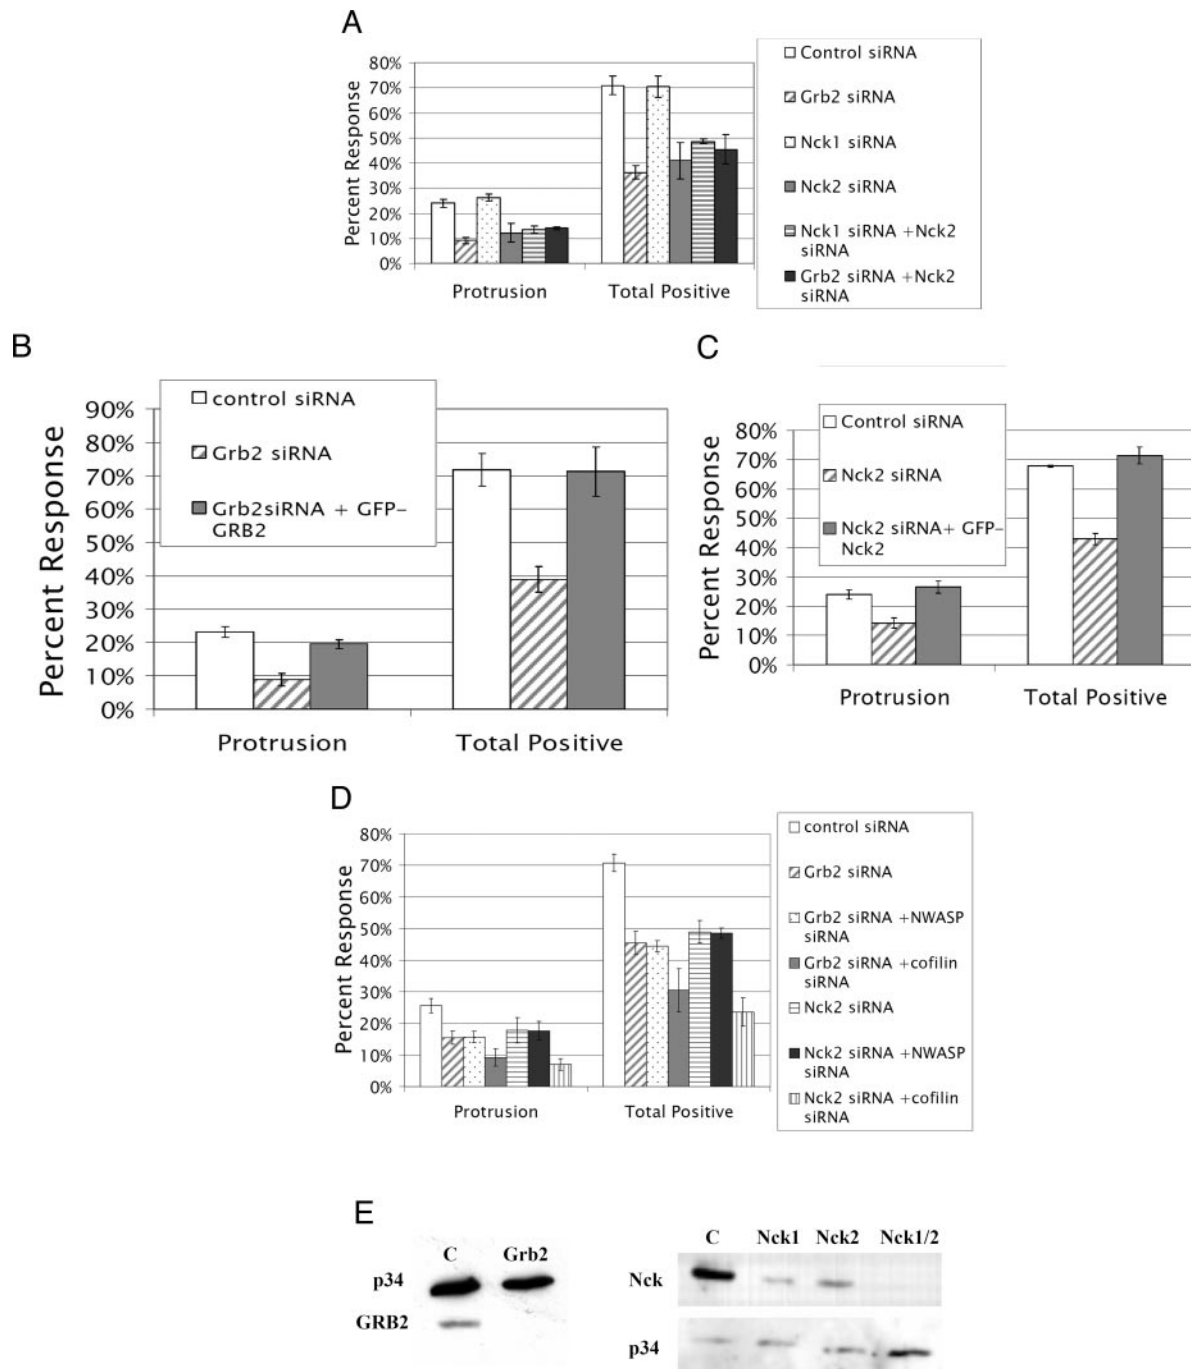 A
80%
70%
60%
50%
40%
30%
20%
10%
0%
Percent Response
Protrusion
Total Positive
Control siRNA
Grb2 siRNA
Nck1 siRNA
Nck2 siRNA
Nck1 siRNA +Nck2
siRNA
Grb2 siRNA +Nck2
siRNA
B
90%
80%
70%
60%
50%
40%
30%
20%
10%
0%
Percent Response
control siRNA
Grb2 siRNA
Grb2siRNA + GFP-
GRB2
Protrusion
Total Positive
C
80%
70%
60%
50%
40%
30%
20%
10%
0%
Percent Response
Control siRNA
Nck2 siRNA
Nck2 siRNA+ GFP-
Nck2
Protrusion
Total Positive
D
80%
70%
60%
50%
40%
30%
20%
10%
0%
Percent Response
Protrusion
Total Positive
control siRNA
Grb2 siRNA
Grb2 siRNA +NWASP
siRNA
Grb2 siRNA +cofilin
siRNA
Nck2 siRNA
Nck2 siRNA +NWASP
siRNA
Nck2 siRNA +cofilin
siRNA
E
C Grb2
p34
GRB2
C Nck1 Nck2 Nck1/2
Nck
p34